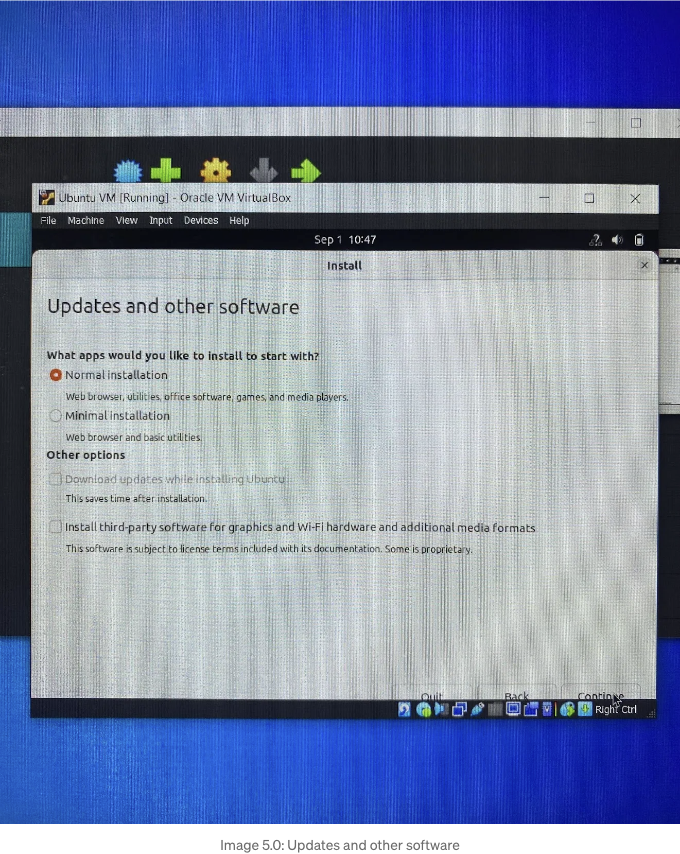 Ubuntu VM [Running] - Oracle VM VirtualBox
File Machine View Input Devices Help
Sep 1 10:47
Install
Updates and other software
What apps would you like to install to start with?
Normal installation
Web browser, utilities, office software, games, and media players.
Minimal installation
Web browser and basic utilities.
Other options
Download updates while installing Ubuntu
This saves time after installation.
Install third-party software for graphics and Wi-Fi hardware and additional media formats
This software is subject to license terms included with its documentation. Some is proprietary.
Quit Back Continue
Right Ctrl
Image 5.0: Updates and other software